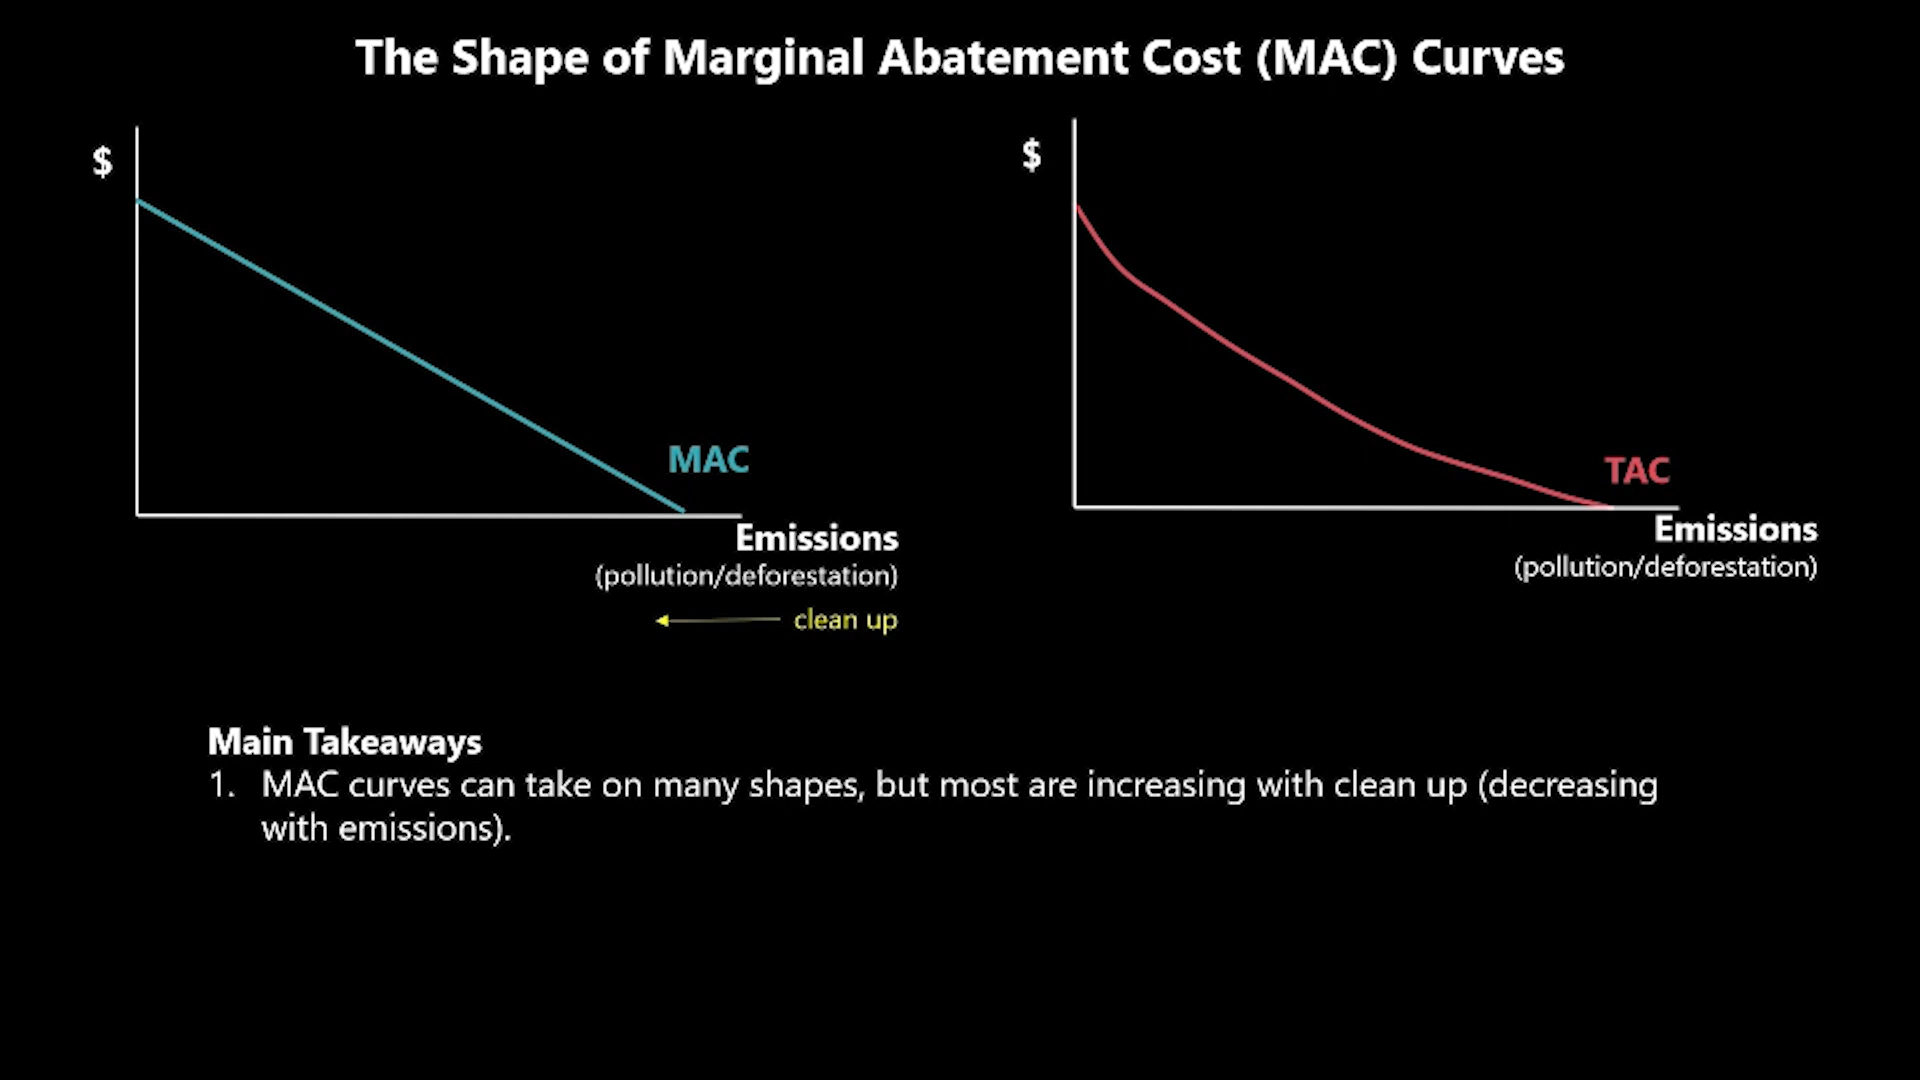 The Shape of Marginal Abatement Cost (MAC) Curves
$
MAC
Emissions
(pollution/deforestation)
clean up
$
TAC
Emissions
(pollution/deforestation)
Main Takeaways
1. MAC curves can take on many shapes, but most are increasing with clean up (decreasing
with emissions).